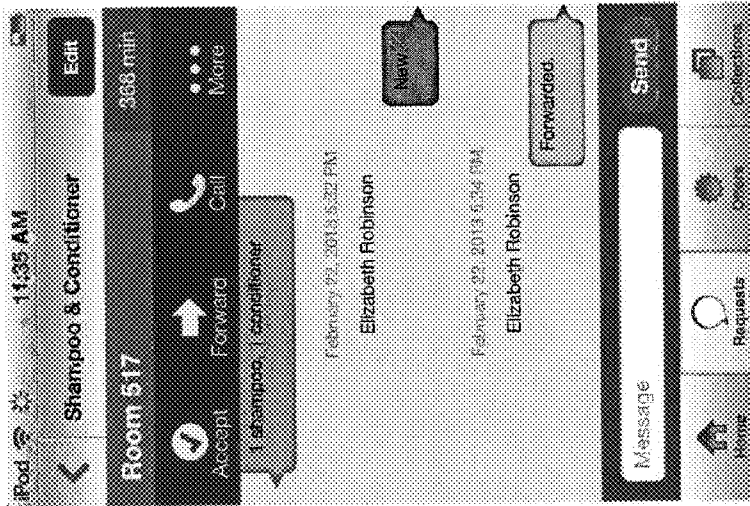 iPod 11:35 AM
Shampoo & Conditioner Edit
Room 517 368 min
Accept Forward Call More
1 shampoo, 1 conditioner
February 22, 2013 5:22 PM
Elizabeth Robinson
New
February 22, 2013 5:24 PM
Elizabeth Robinson
Forwarded.
Message Send
Home Requests Offers Collections